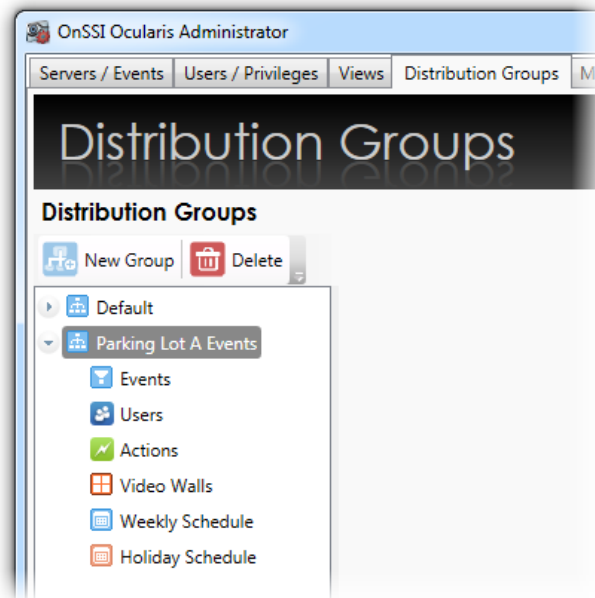 OnSSI Ocularis Administrator
Servers / Events Users / Privileges Views Distribution Groups M
Distribution Groups
Distribution Groups
New Group Delete
Default
Parking Lot A Events
Events
Users
Actions
Video Walls
Weekly Schedule
Holiday Schedule